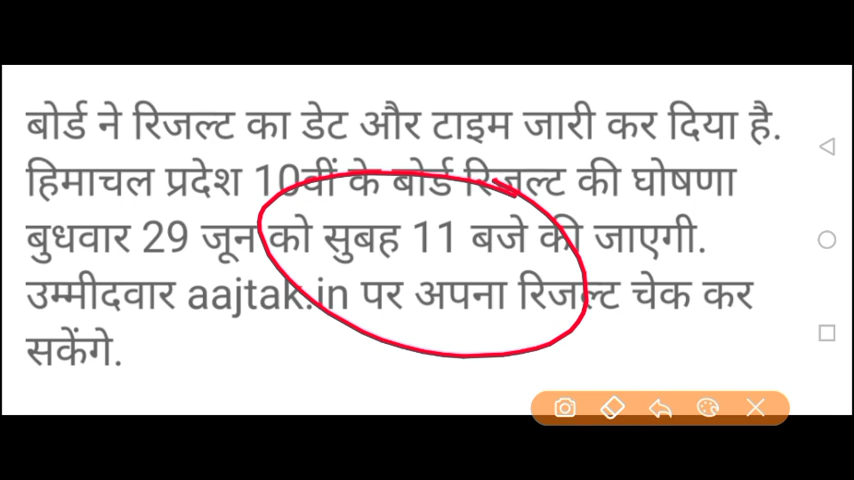 बोर्ड ने रिजल्ट का डेट और टाइम जारी कर दिया है.
हिमाचल प्रदेश 10वीं के बोर्ड रिजल्ट की घोषणा
बुधवार 29 जून को सुबह 11 बजे की जाएगी.
उम्मीदवार aajtak.in पर अपना रिजल्ट चेक कर
सकेंगे.